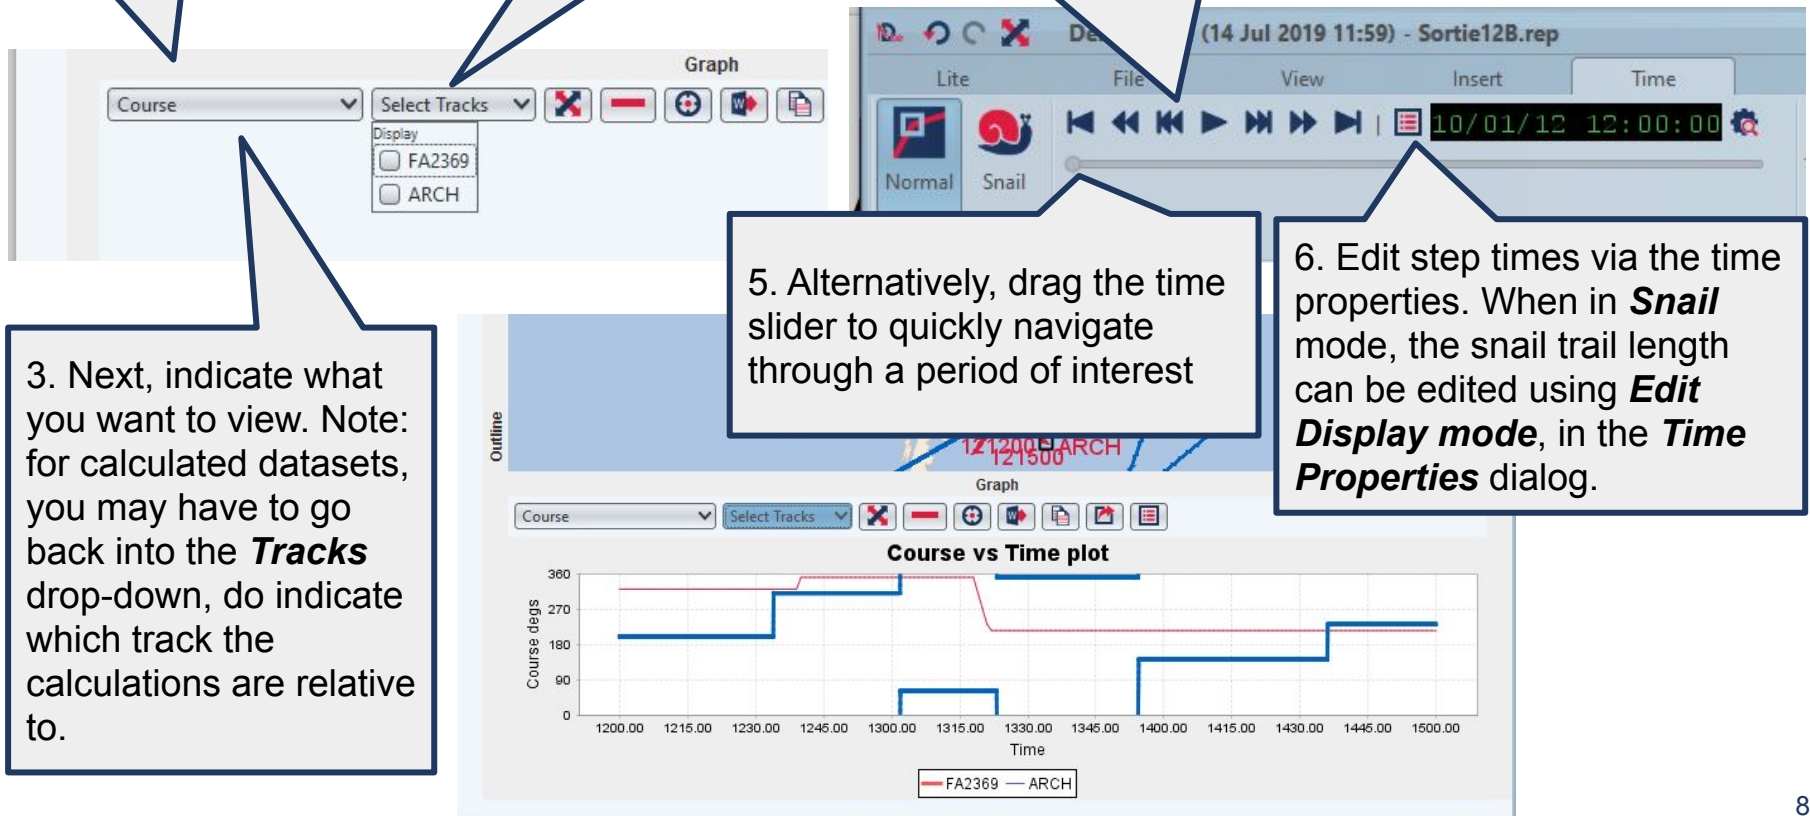 Graph
Course
Select Tracks
Display
FA2369
ARCH
(14 Jul 2019 11:59) - Sortie12B.rep
Lite
File
View
Insert
Time
10/01/12 12:00:00
Normal
Snail
3. Next, indicate what
you want to view. Note:
for calculated datasets,
you may have to go
back into the Tracks
drop-down, do indicate
which track the
calculations are relative
to.
5. Alternatively, drag the time
slider to quickly navigate
through a period of interest
6. Edit step times via the time
properties. When in Snail
mode, the snail trail length
can be edited using Edit
Display mode, in the Time
Properties dialog.
Outline
121200 ARCH
121500
Graph
Course
Select Tracks
Course vs Time plot
Course degs
360
270
180
90
0
1200.00 1215.00 1230.00 1245.00 1300.00 1315.00 1330.00 1345.00 1400.00 1415.00 1430.00 1445.00 1500.00
Time
FA2369 ARCH
8